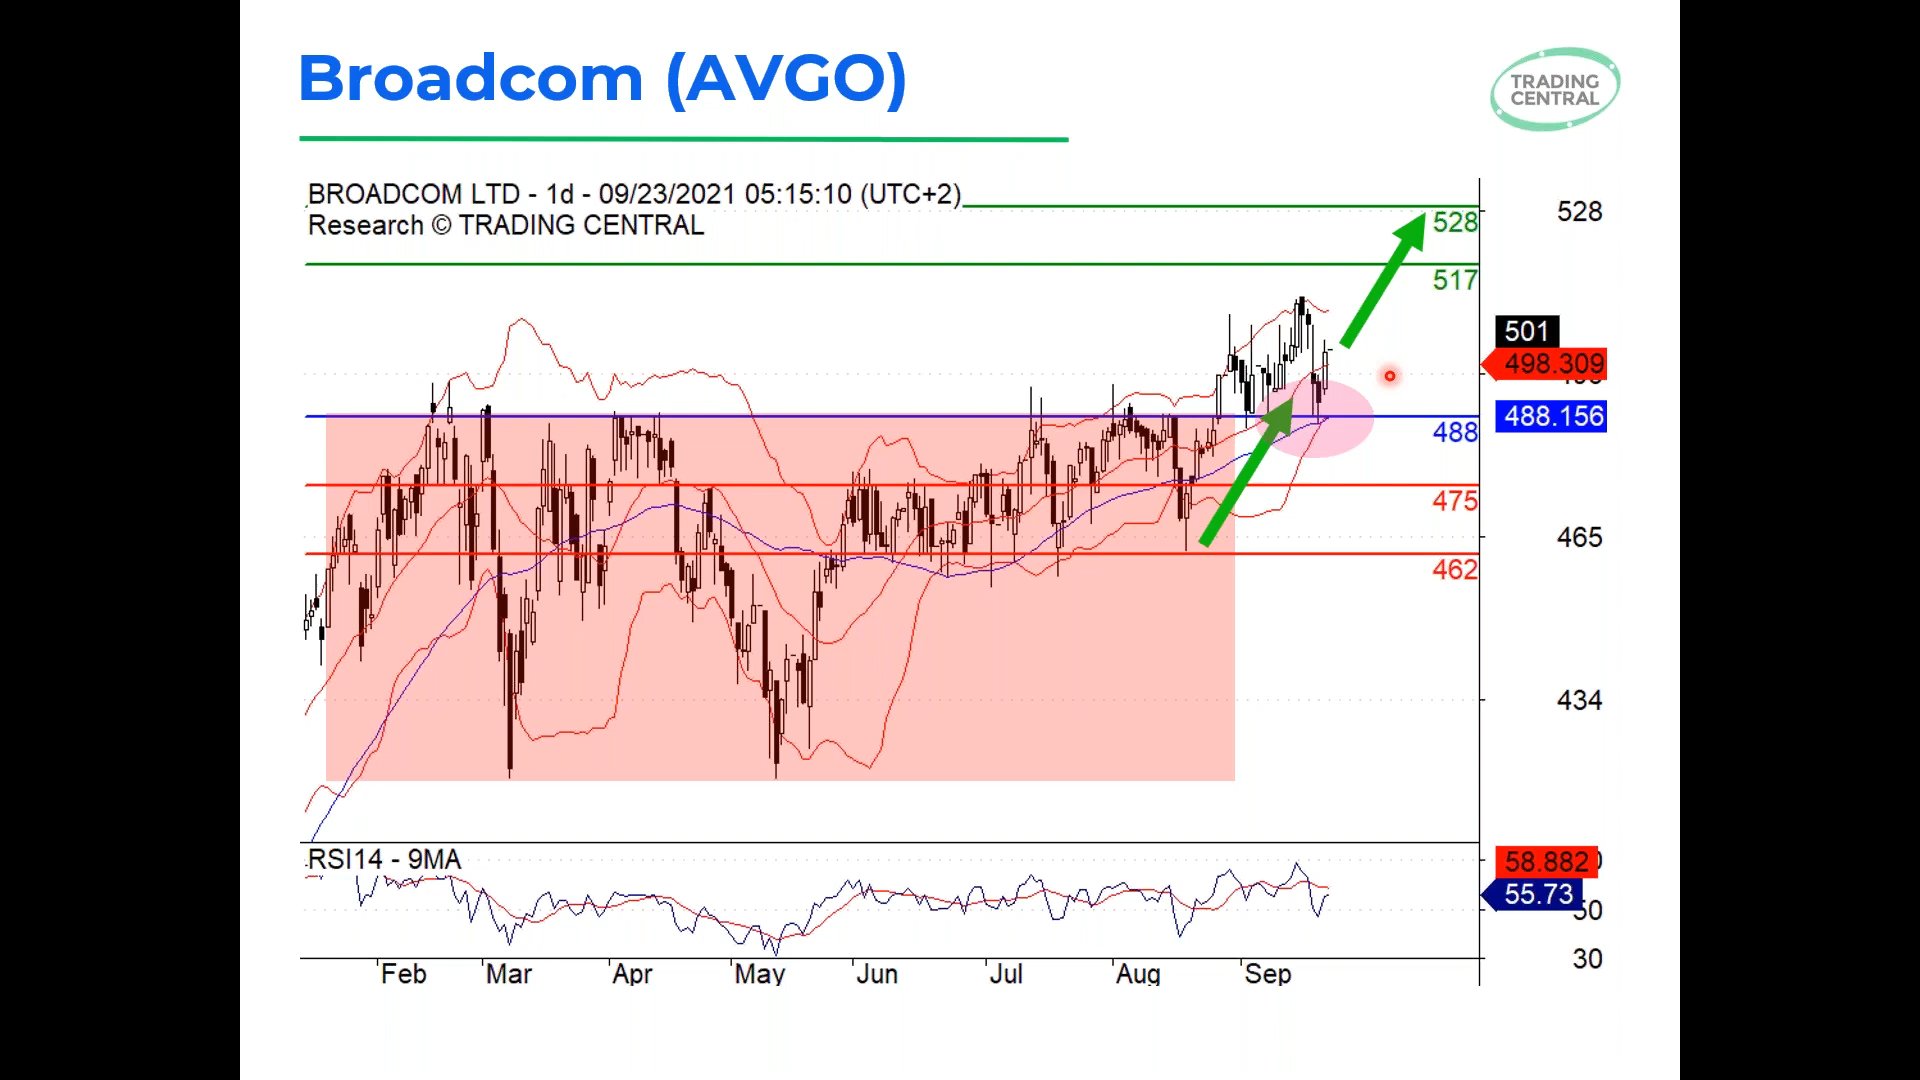 Broadcom (AVGO)
TRADING
CENTRAL
BROADCOM LTD - 1d - 09/23/2021 05:15:10 (UTC+2)
Research © TRADING CENTRAL
528
528
517
501
498.309
488.156
488
475
465
462
434
RSI14 - 9MA
58.882
55.73
50
30
Feb
Mar
Apr
May
Jun
Jul
Aug
Sep